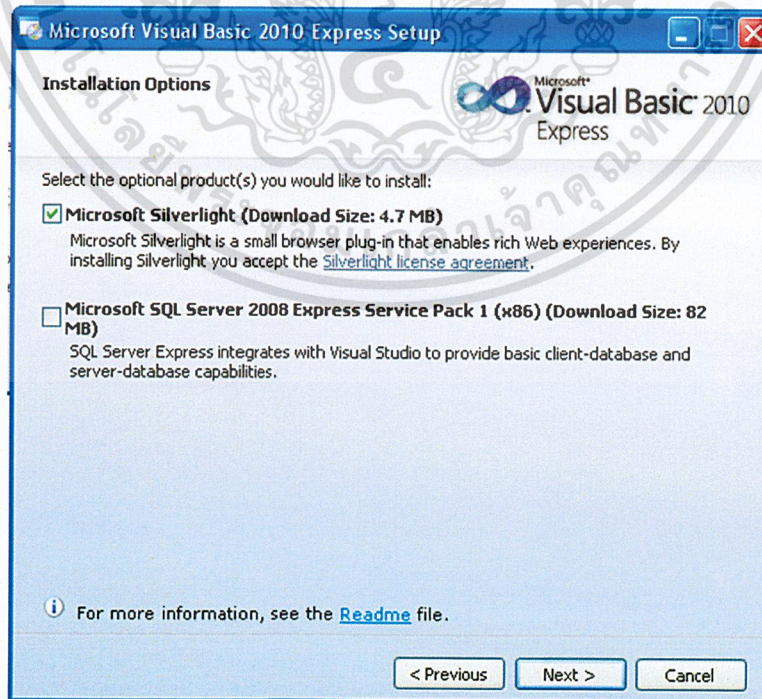 Microsoft Visual Basic 2010 Express Setup
Installation Options
Microsoft
Visual Basic 2010
Express
Select the optional product(s) you would like to install:
Microsoft Silverlight (Download Size: 4.7 MB)
Microsoft Silverlight is a small browser plug-in that enables rich Web experiences. By
installing Silverlight you accept the Silverlight license agreement.
Microsoft SQL Server 2008 Express Service Pack 1 (x86) (Download Size: 82
MB)
SQL Server Express integrates with Visual Studio to provide basic client-database and
server-database capabilities.
For more information, see the Readme file.
< Previous
Next >
Cancel